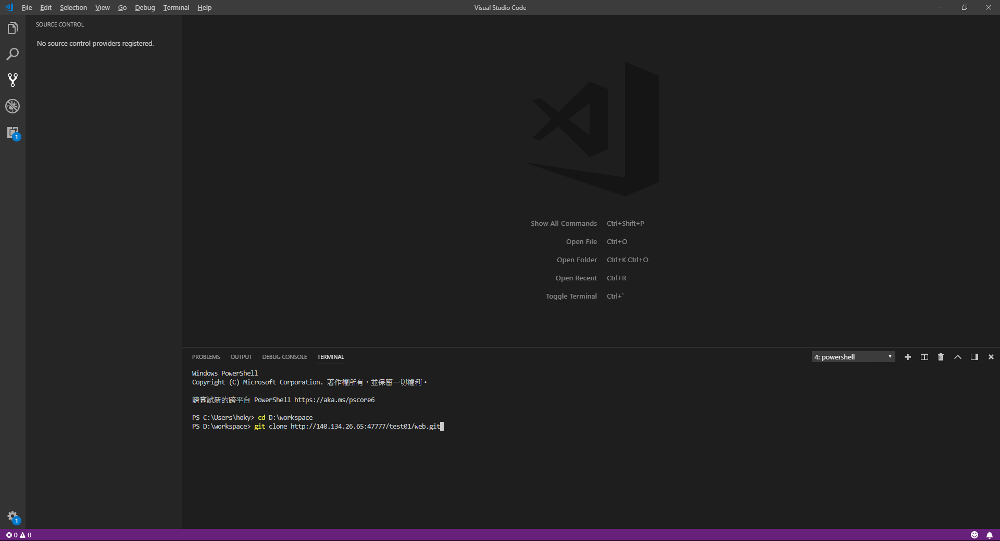 File Edit Selection View Go Debug Terminal Help
Visual Studio Code
SOURCE CONTROL
No source control providers registered.
1
Show All Commands Ctrl+Shift+P
Open File Ctrl+O
Open Folder Ctrl+K Ctrl+O
Open Recent Ctrl+R
Toggle Terminal Ctrl+`
PROBLEMS OUTPUT DEBUG CONSOLE TERMINAL
4: powershell
Windows PowerShell
Copyright (C) Microsoft Corporation. 著作權所有，並保留一切權利。
請嘗試新的跨平台 PowerShell https://aka.ms/pscore6
PS C:\Users\hoky> cd D:\workspace
PS D:\workspace> git clone http://140.134.26.65:47777/test01/web.git
1
0 0